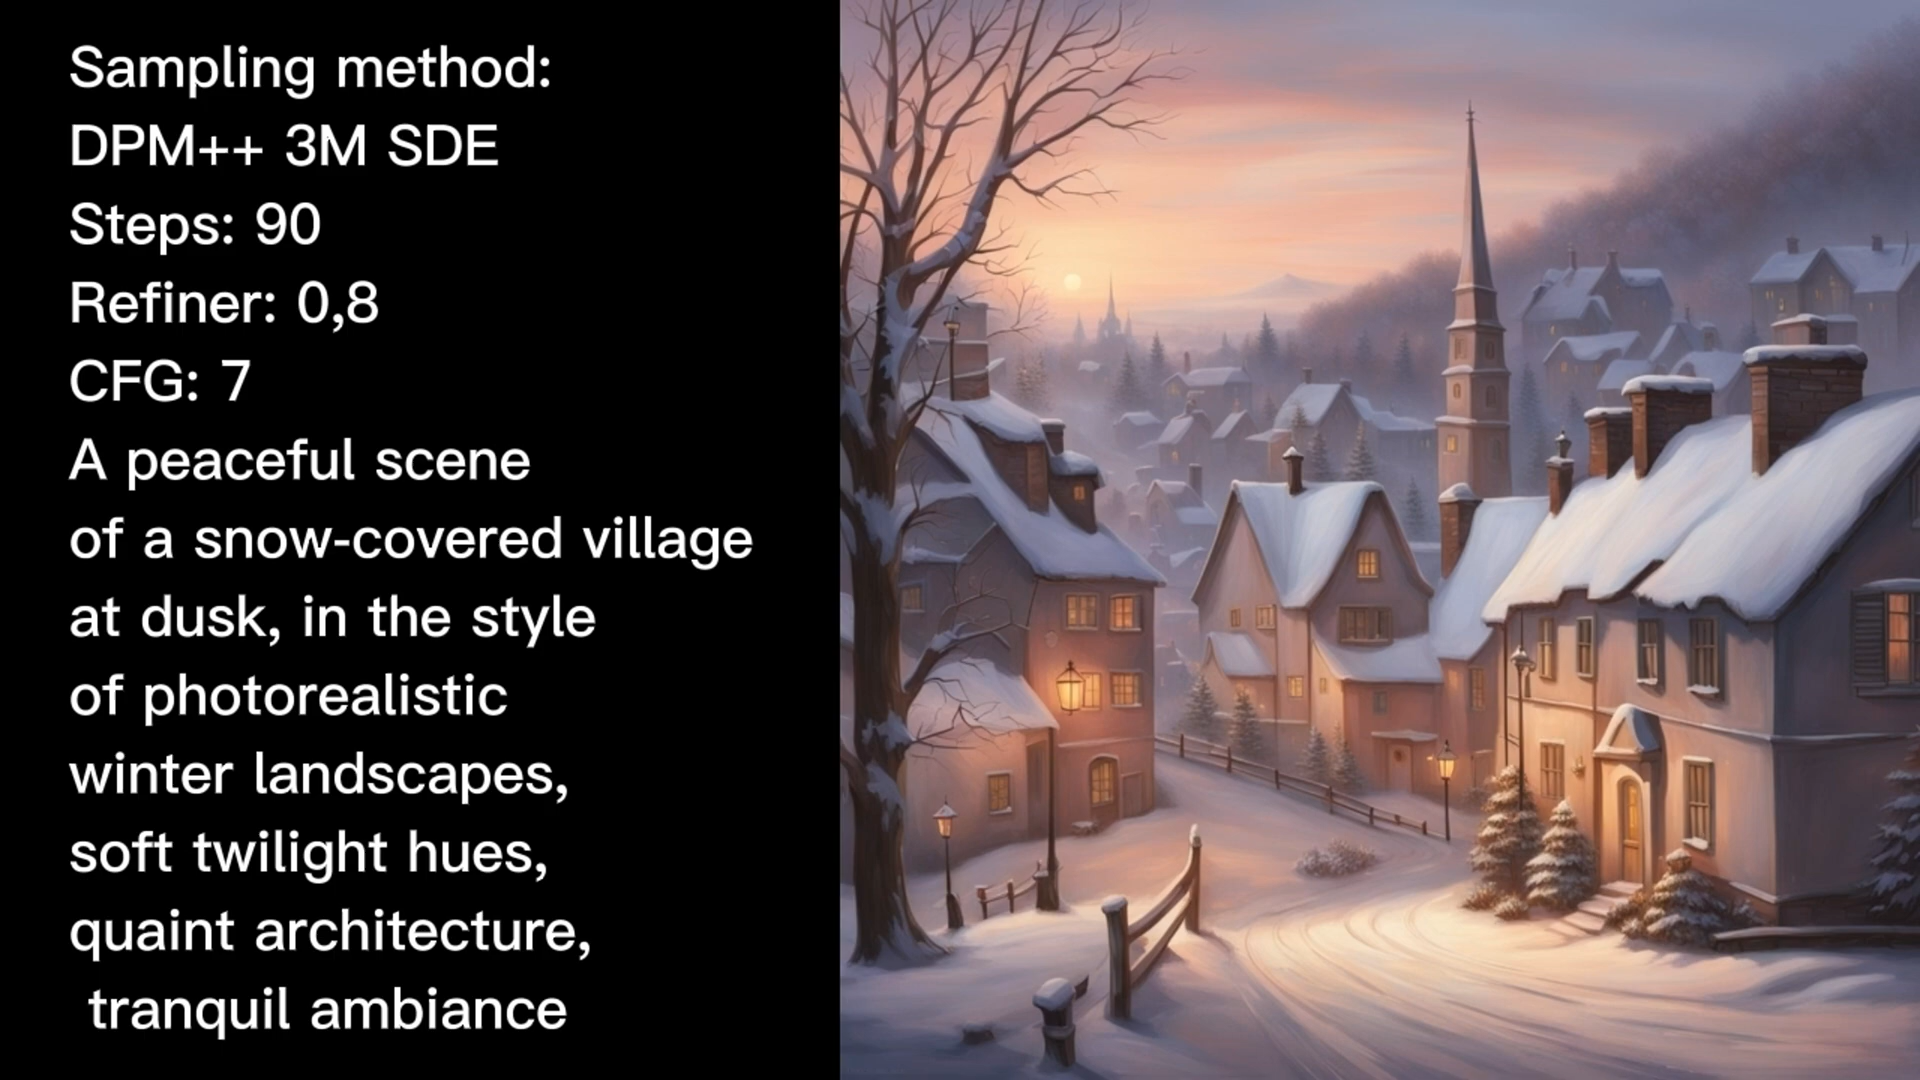 Sampling method:
DPM++ 3M SDE
Steps: 90
Refiner: 0,8
CFG: 7
A peaceful scene
of a snow-covered village
at dusk, in the style
of photorealistic
winter landscapes,
soft twilight hues,
quaint architecture,
tranquil ambiance